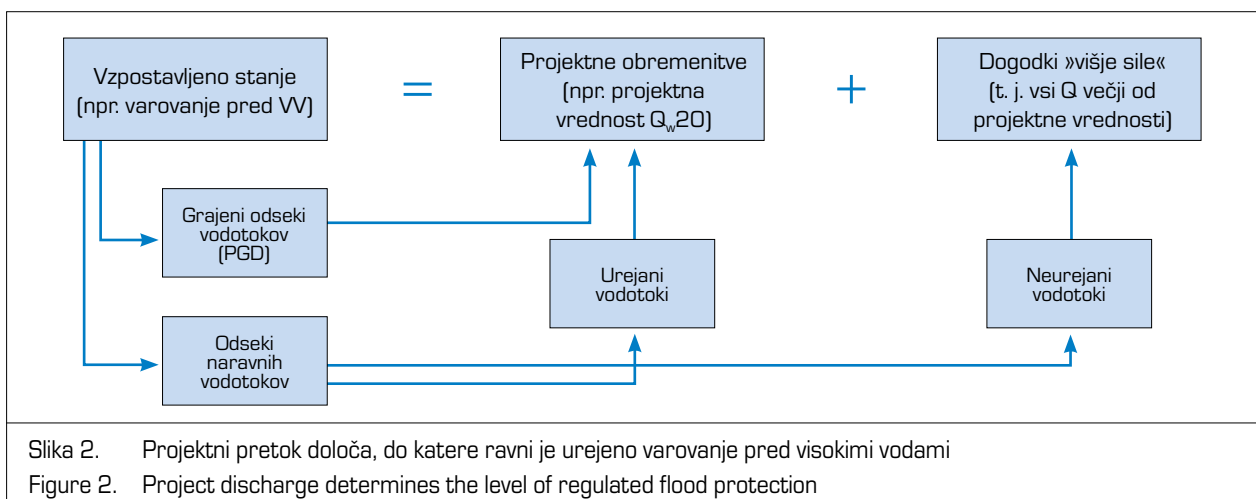 Vzpostavljeno stanje
(npr. varovanje pred VV)
=
Projektne obremenitve
(npr. projektna
vrednost Qw20)
+
Dogodki »višje sile«
(t. j. vsi Q večji od
projektne vrednosti)
Grajeni odseki
vodotokov
(PGD)
Urejani
vodotoki
Neurejani
vodotoki
Odseki
naravnih
vodotokov
Slika 2. Projektni pretok določa, do katere ravni je urejeno varovanje pred visokimi vodami
Figure 2. Project discharge determines the level of regulated flood protection